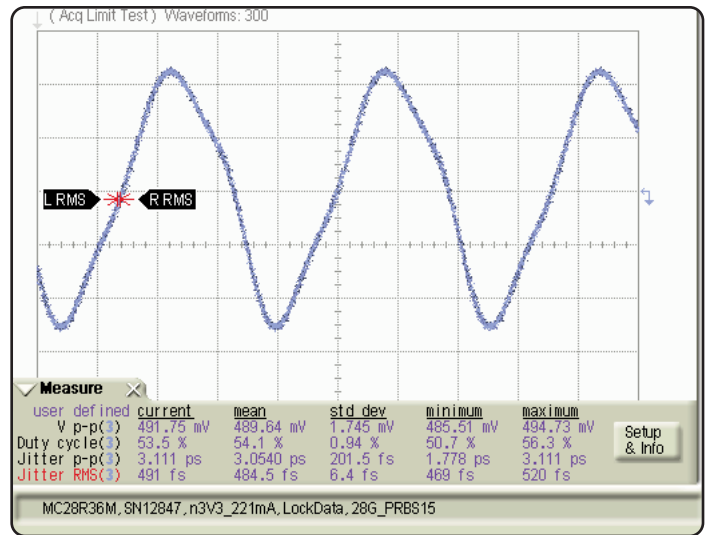 ( Acq Limit Test ) Waveforms: 300
L RMS R RMS
Measure
user defined current mean std dev minimum maximum
V p-p(3) 491.75 mV 489.64 mV 1.745 mV 485.51 mV 494.73 mV
Duty cycle(3) 53.5 % 54.1 % 0.94 % 50.7 % 56.3 %
Jitter p-p(3) 3.111 ps 3.0540 ps 201.5 fs 1.778 ps 3.111 ps
Jitter RMS(3) 491 fs 484.5 fs 6.4 fs 469 fs 520 fs
Setup
& Info
MC28R36M, SN12847, n3V3_221mA, LockData, 28G_PRBS15